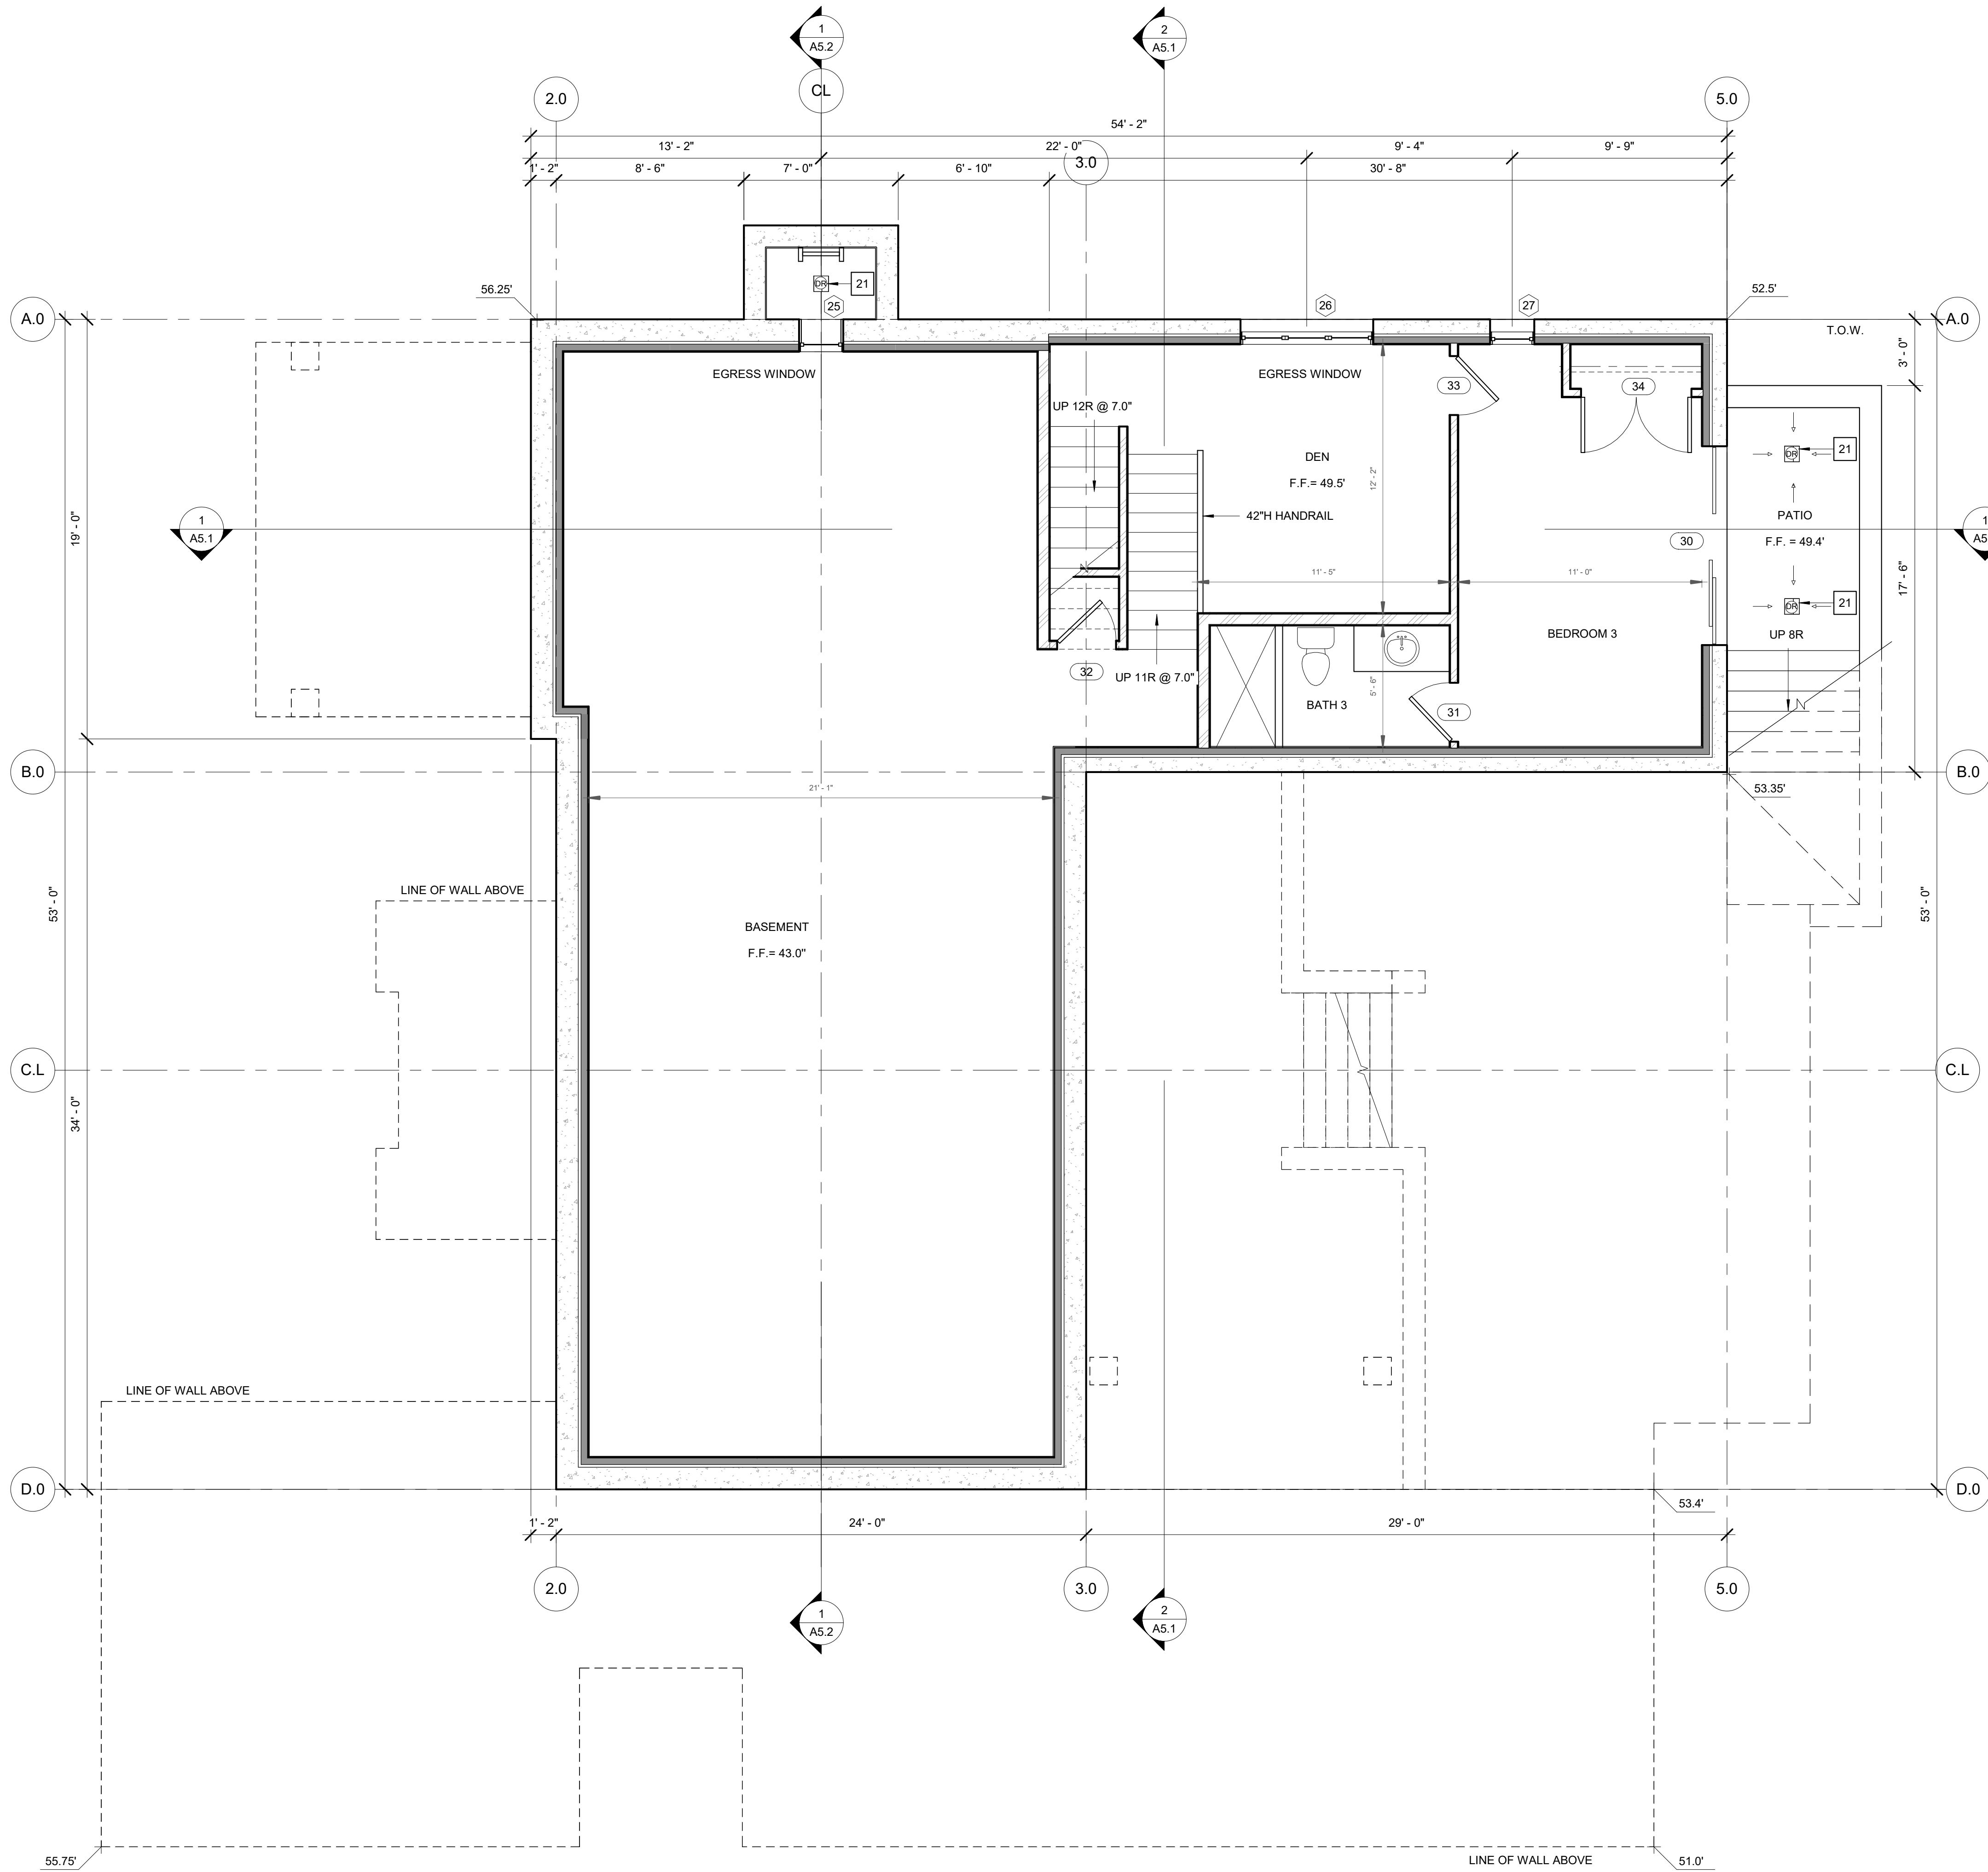 1
A5.2
2
A5.1
CL
2.0
5.0
54' - 2"
13' - 2"
22' - 0"
9' - 4"
9' - 9"
3.0
1' - 2"
8' - 6"
7' - 0"
6' - 10"
30' - 8"
DR
21
25
26
27
56.25'
52.5'
A.0
A.0
T.O.W.
3' - 0"
EGRESS WINDOW
EGRESS WINDOW
33
34
UP 12R @ 7.0"
DEN
F.F.= 49.5'
12' - 2"
DR
21
42"H HANDRAIL
PATIO
F.F. = 49.4'
30
1
A5.1
19' - 0"
1
11' - 5"
11' - 0"
17' - 6"
DR
21
BEDROOM 3
UP 8R
32
UP 11R @ 7.0"
5' - 6"
BATH 3
31
B.0
B.0
21' - 1"
53.35'
53' - 0"
LINE OF WALL ABOVE
53' - 0"
BASEMENT
F.F.= 43.0"
C.L
C.L
34' - 0"
LINE OF WALL ABOVE
D.0
D.0
53.4'
1' - 2"
24' - 0"
29' - 0"
2.0
3.0
5.0
1
A5.2
2
A5.1
55.75'
LINE OF WALL ABOVE
51.0'